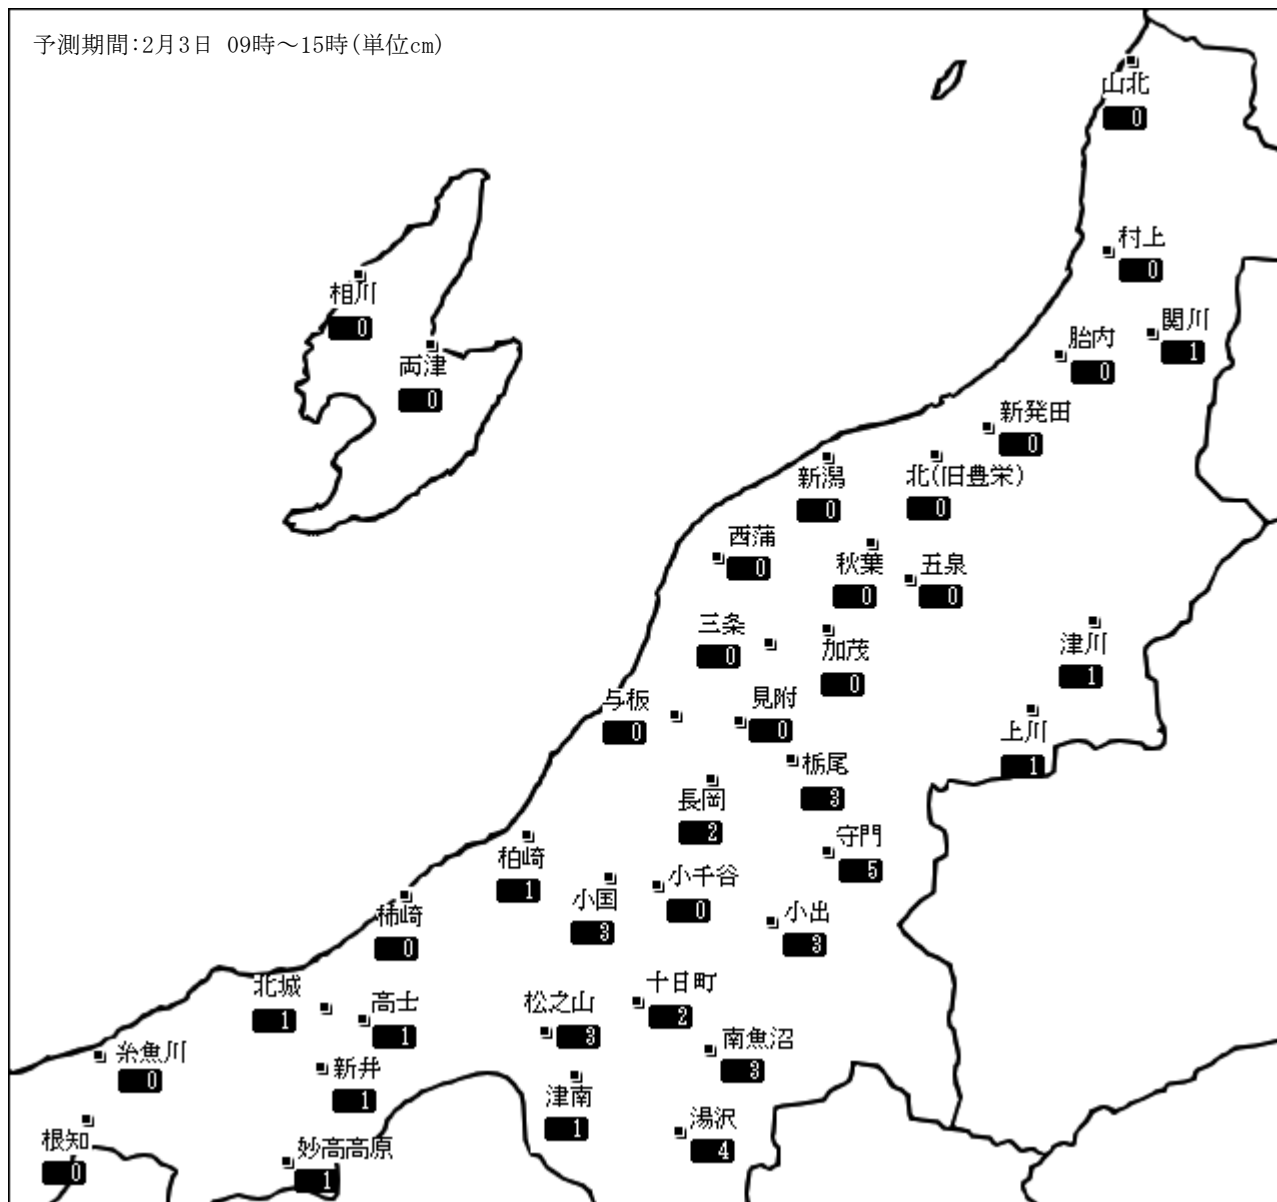 予測期間:2月3日 09時～15時(単位cm)
山北
0
村上
0
相川
0
関川
1
胎内
0
両津
0
新発田
0
新潟
0
北(旧豊栄)
0
西蒲
0
秋葉
0
五泉
0
三条
0
加茂
0
津川
1
与板
0
見附
0
上川
1
栃尾
3
長岡
2
守門
5
柏崎
1
小国
3
小千谷
0
小出
3
柿崎
0
北城
1
高士
1
松之山
3
十日町
2
南魚沼
3
糸魚川
0
新井
1
津南
1
湯沢
4
根知
0
妙高高原
1